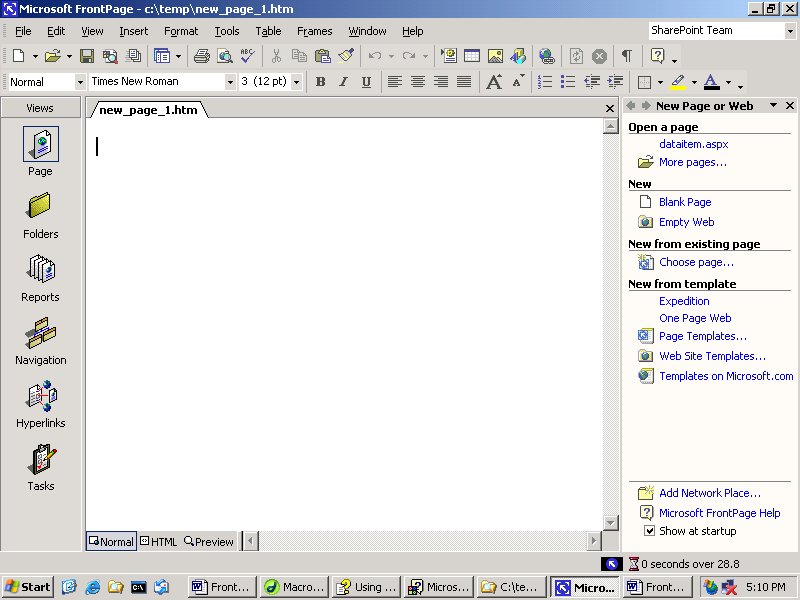 Microsoft FrontPage - c:\temp\new_page_1.htm
File Edit View Insert Format Tools Table Frames Window Help SharePoint Team
Normal Times New Roman 3 (12 pt) B I U A A A
Views
Page
Folders
Reports
Navigation
Hyperlinks
Tasks
new_page_1.htm
Normal HTML Preview
New Page or Web
Open a page
dataitem.aspx
More pages...
New
Blank Page
Empty Web
New from existing page
Choose page...
New from template
Expedition
One Page Web
Page Templates...
Web Site Templates...
Templates on Microsoft.com
Add Network Place...
Microsoft FrontPage Help
Show at startup
0 seconds over 28.8
Start Front... Macro... Using ... Micros... C:\te... Micro... Front... 5:10 PM